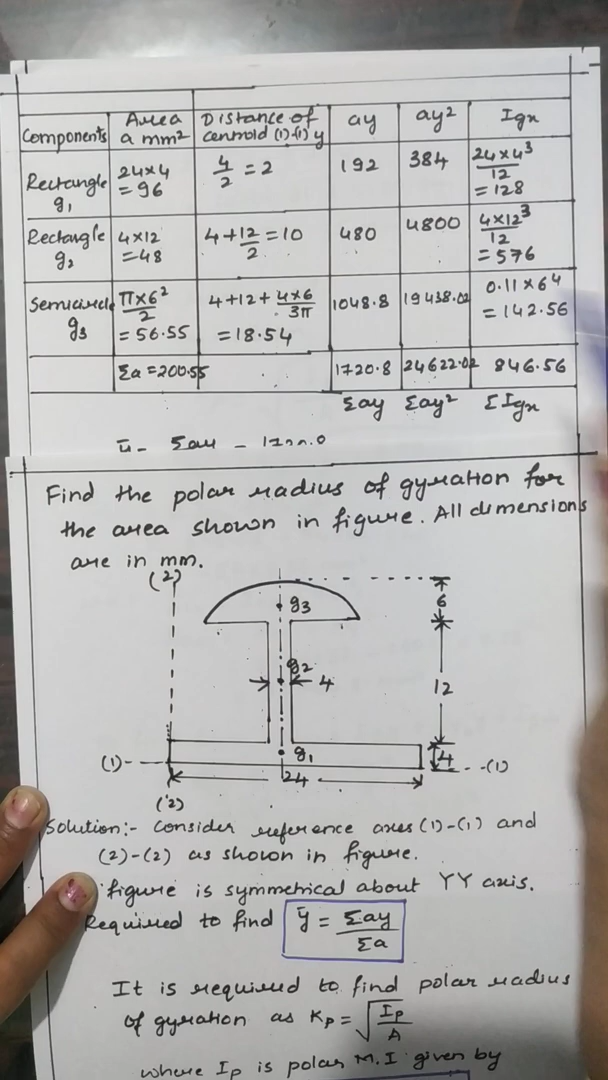 Components | Area a mm² | Distance of centroid (1)-(1) y | ay | ay² | Igx
Rectangle g₁ | 24×4 = 96 | 4/2 = 2 | 192 | 384 | 24×4³/12 = 128
Rectangle g₂ | 4×12 = 48 | 4+12/2 = 10 | 480 | 4800 | 4×12³/12 = 576
Semicircle g₃ | π×6²/2 = 56.55 | 4+12+4×6/3π = 18.54 | 1048.8 | 19438.02 | 0.11×6⁴ = 142.56
Σa = 200.55 | 1720.8 | 24622.02 | 846.56
Σay Σay² ΣIgx
Find the polar radius of gyration for
the area shown in figure. All dimensions
are in mm.
(2)
g3
6
g2
4
12
g1
4
(1)
(1)
24
(2)
Solution:- Consider reference axes (1)-(1) and
(2)-(2) as shown in figure.
figure is symmetrical about YY axis.
Required to find ȳ = Σay/Σa
It is required to find polar radius
of gyration as Kp = √(Ip/A)
where Ip is polar M.I given by